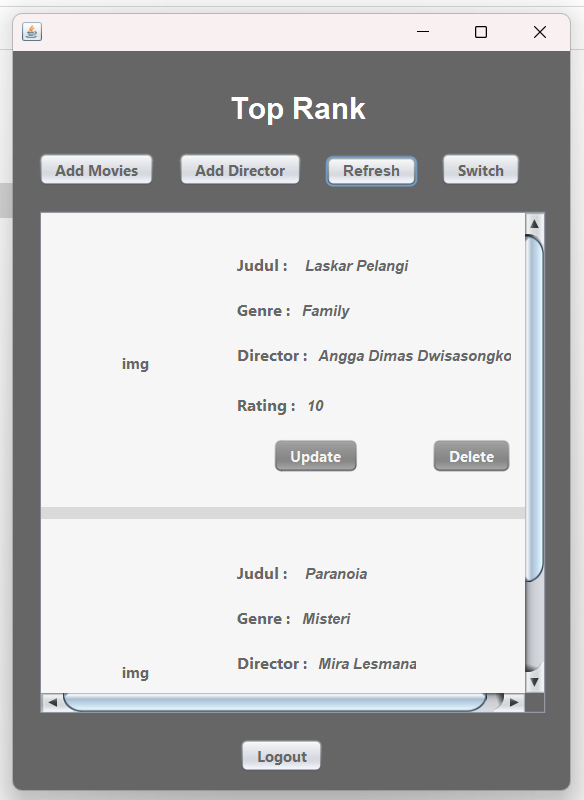 Top Rank
Add Movies Add Director Refresh Switch
Judul : Laskar Pelangi
Genre : Family
Director : Angga Dimas Dwisasongko
img
Rating : 10
Update Delete
Judul : Paranoia
Genre : Misteri
Director : Mira Lesmana
img
Logout